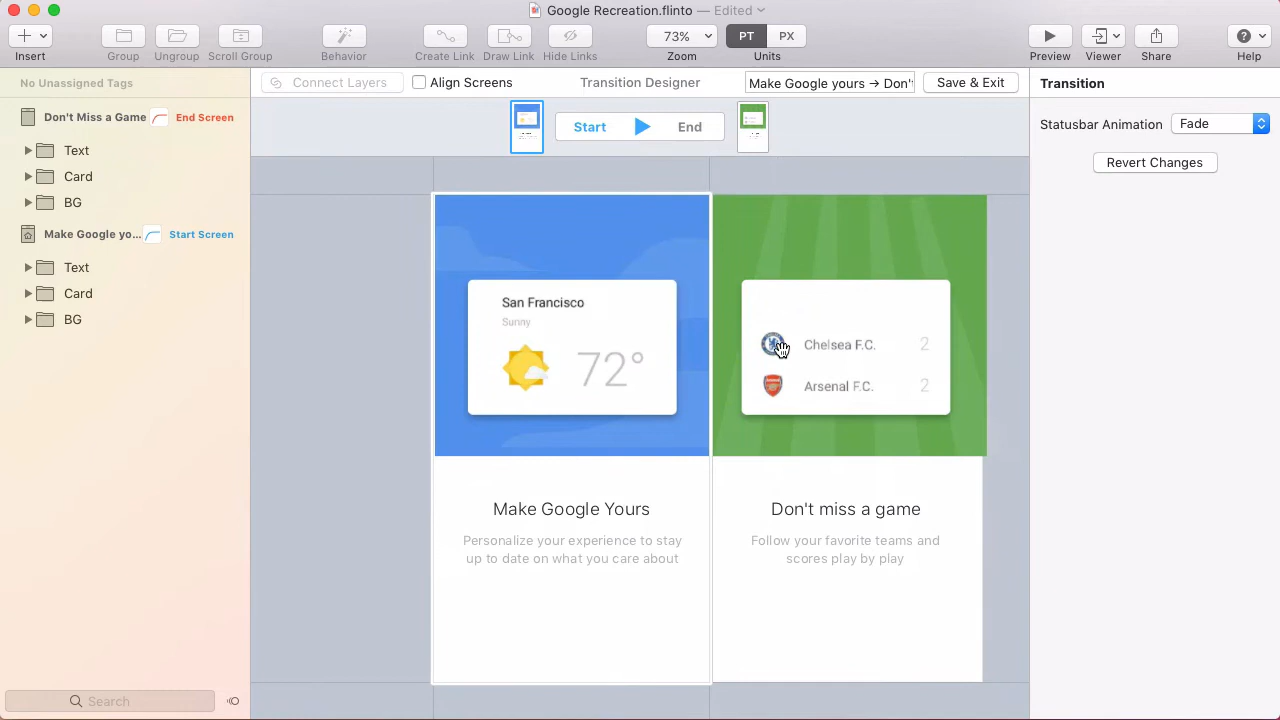 Google Recreation.flinto — Edited
Insert
Group
Ungroup
Scroll Group
Behavior
Create Link
Draw Link
Hide Links
73%
Zoom
PT
PX
Units
Preview
Viewer
Share
?
Help
No Unassigned Tags
Connect Layers
Align Screens
Transition Designer
Make Google yours → Don'
Save & Exit
Transition
Don't Miss a Game
End Screen
Text
Card
BG
Make Google yo...
Start Screen
Text
Card
BG
Start
End
Statusbar Animation
Fade
Revert Changes
San Francisco
Sunny
72°
Chelsea F.C.
2
Arsenal F.C.
2
Make Google Yours
Personalize your experience to stay
up to date on what you care about
Don't miss a game
Follow your favorite teams and
scores play by play
Search